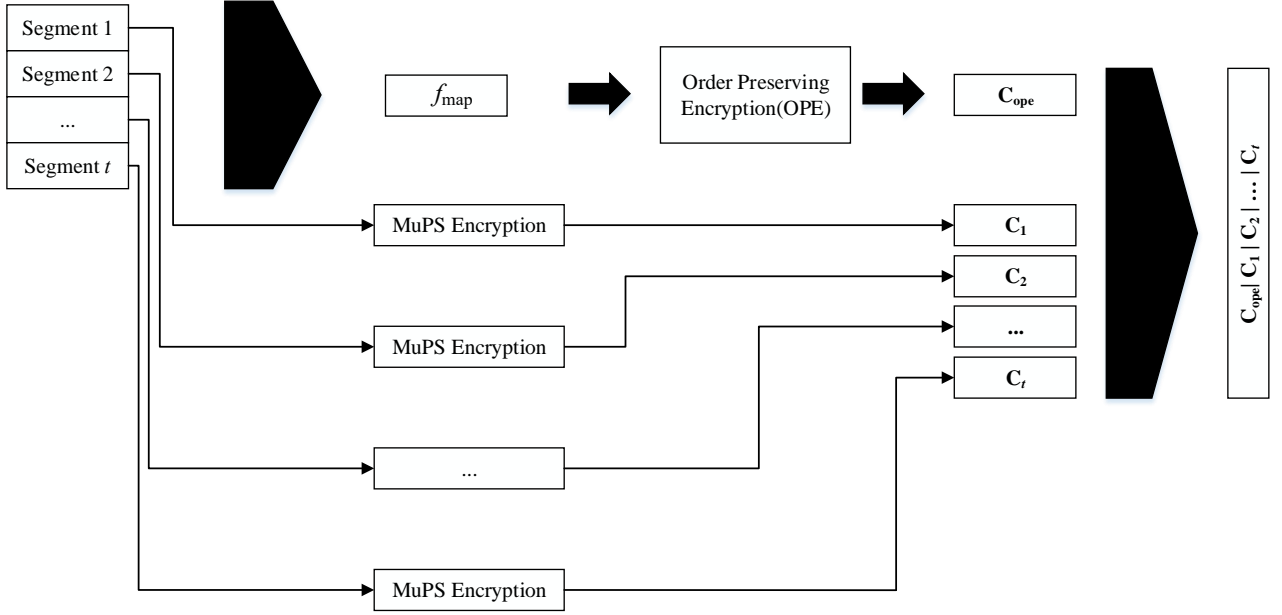 Segment 1
Segment 2
...
Segment t
fmap
Order Preserving
Encryption(OPE)
Cope
MuPS Encryption
C1
MuPS Encryption
C2
...
...
MuPS Encryption
Ct
Cope| C1 | C2 | … | Ct